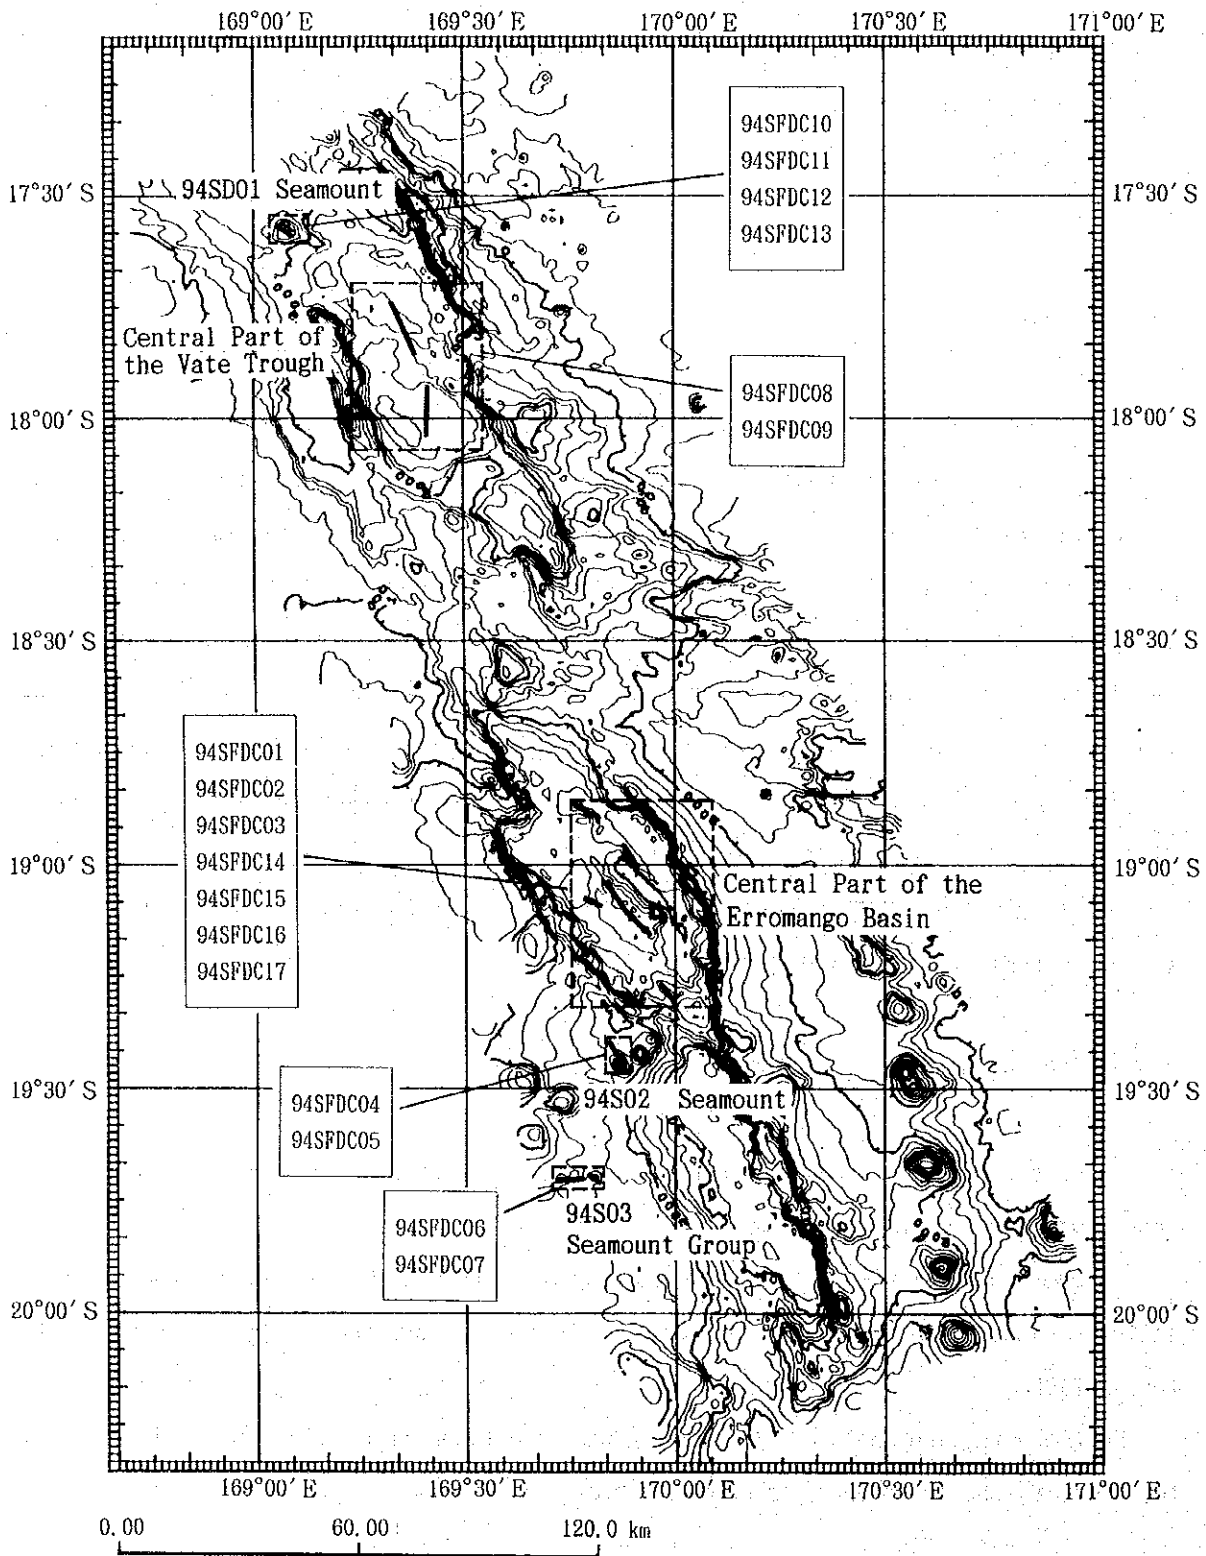 169°00′ E 169°30′ E 170°00′ E 170°30′ E 171°00′ E
94SFDC10
94SFDC11
94SFDC12
94SFDC13
17°30′ S 94SD01 Seamount 17°30′ S
Central Part of
the Vate Trough
94SFDC08
94SFDC09
18°00′ S 18°00′ S
18°30′ S 18°30′ S
94SFDC01
94SFDC02
94SFDC03
94SFDC14
94SFDC15
94SFDC16
94SFDC17
19°00′ S 19°00′ S
Central Part of the
Erromango Basin
94SFDC04
94SFDC05
19°30′ S 19°30′ S
94S02 Seamount
94SFDC06
94SFDC07
94S03
Seamount Group
20°00′ S 20°00′ S
169°00′ E 169°30′ E 170°00′ E 170°30′ E 171°00′ E
0.00 60.00 120.0 km